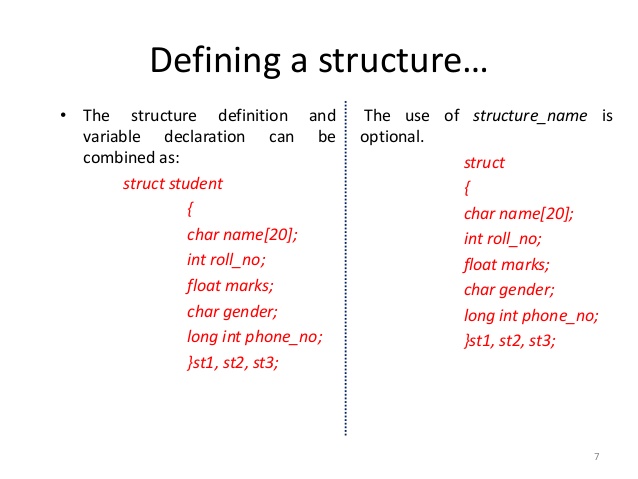 Defining a structure…
• The structure definition and
variable declaration can be
combined as:
struct student
{
char name[20];
int roll_no;
float marks;
char gender;
long int phone_no;
}st1, st2, st3;
The use of structure_name is
optional.
struct
{
char name[20];
int roll_no;
float marks;
char gender;
long int phone_no;
}st1, st2, st3;
7